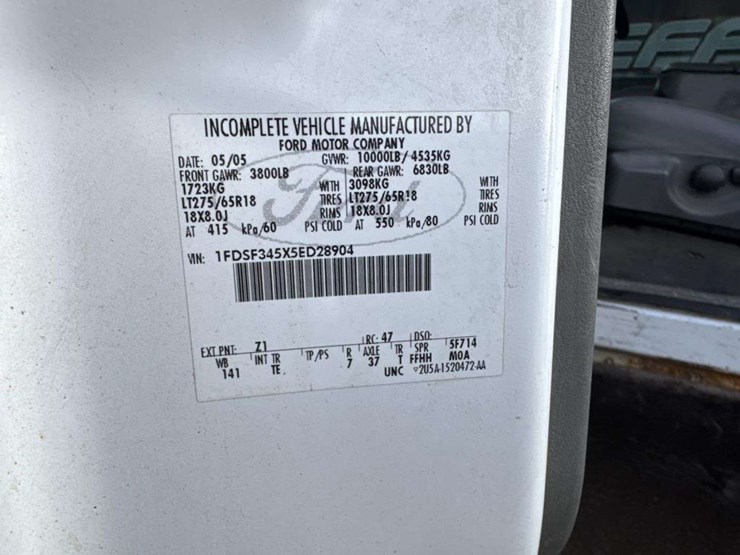 INCOMPLETE VEHICLE MANUFACTURED BY
FORD MOTOR COMPANY
DATE: 05/05 GVWR: 10000LB/ 4535KG
FRONT GAWR: 3800LB REAR GAWR: 6830LB
1723KG WITH 3098KG WITH
LT275/65R18 TIRES LT275/65R18 TIRES
18X8.0J RIMS 18X8.0J RIMS
AT 415 kPa/60 PSI COLD AT 550 kPa/80 PSI COLD
VIN: 1FDSF345X5ED28904
EXT PNT: Z1 RC: 47 DSO: 5F714
WB INT TR TP/PS R AXLE TR SPR M0A
141 TE 7 37 T FFHH
UNC 2U5A-1520472-AA